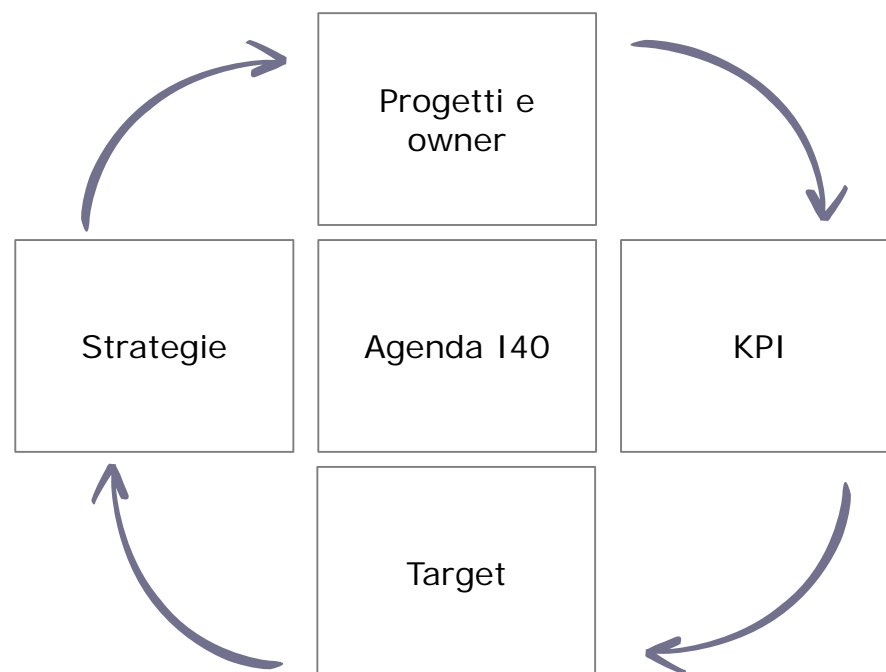 Progetti e
owner
Strategie
Agenda I40
KPI
Target